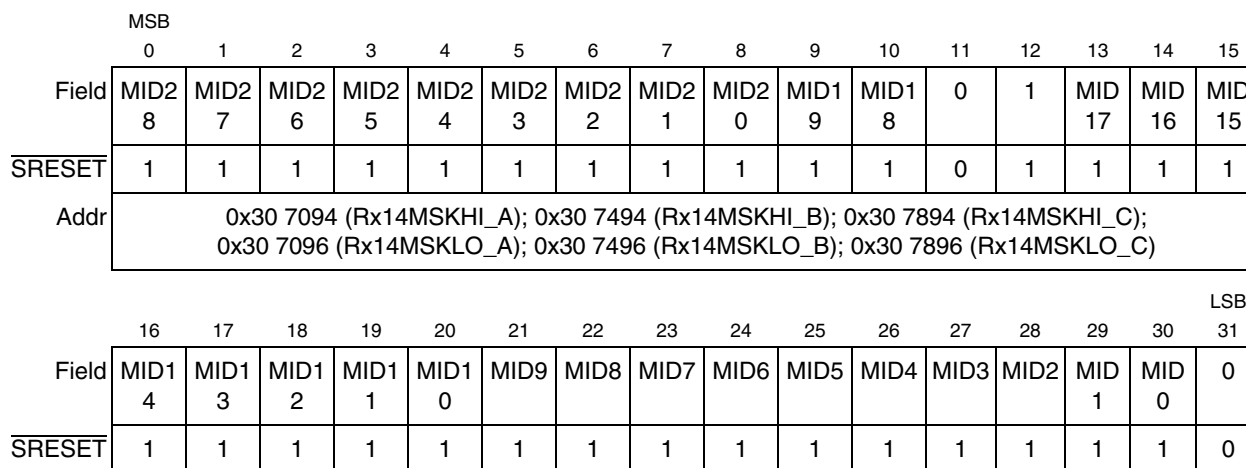 MSB
0 1 2 3 4 5 6 7 8 9 10 11 12 13 14 15
Field MID2 MID2 MID2 MID2 MID2 MID2 MID2 MID2 MID2 MID1 MID1 0 1 MID MID MID
8 7 6 5 4 3 2 1 0 9 8 17 16 15
SRESET 1 1 1 1 1 1 1 1 1 1 1 0 1 1 1 1
Addr 0x30 7094 (Rx14MSKHI_A); 0x30 7494 (Rx14MSKHI_B); 0x30 7894 (Rx14MSKHI_C);
0x30 7096 (Rx14MSKLO_A); 0x30 7496 (Rx14MSKLO_B); 0x30 7896 (Rx14MSKLO_C)
LSB
16 17 18 19 20 21 22 23 24 25 26 27 28 29 30 31
Field MID1 MID1 MID1 MID1 MID1 MID9 MID8 MID7 MID6 MID5 MID4 MID3 MID2 MID MID 0
4 3 2 1 0 1 0
SRESET 1 1 1 1 1 1 1 1 1 1 1 1 1 1 1 0